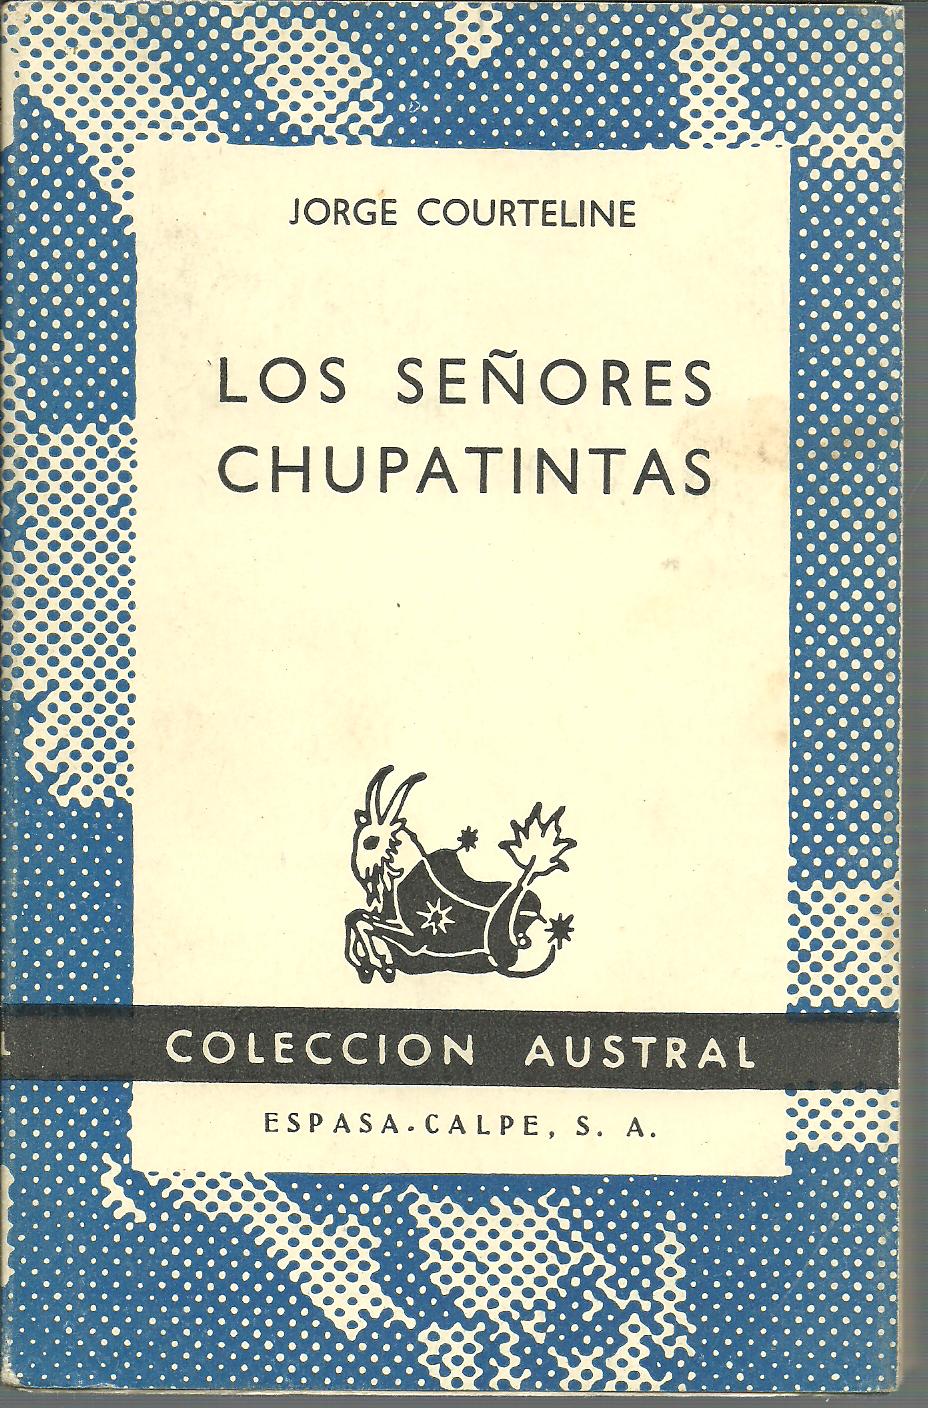 JORGE COURTELINE
LOS SEÑORES
CHUPATINTAS
COLECCION AUSTRAL
ESPASA-CALPE, S. A.